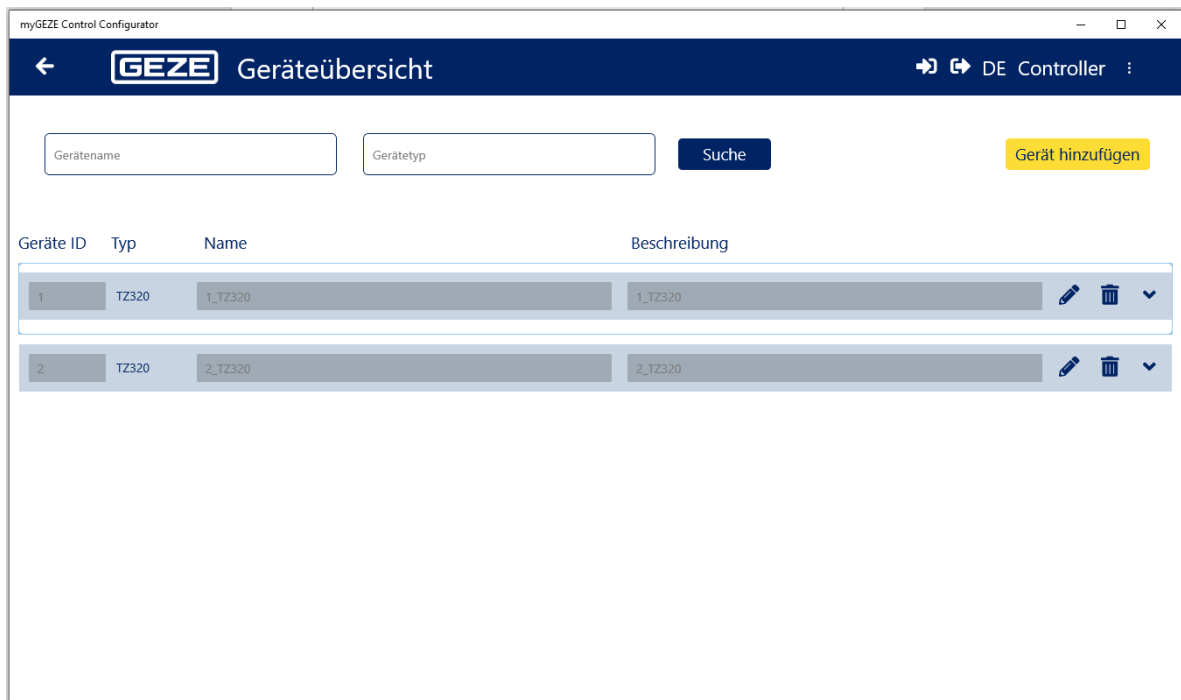 myGEZE Control Configurator
GEZE Geräteübersicht DE Controller
Gerätename Gerätetyp Suche Gerät hinzufügen
Geräte ID Typ Name Beschreibung
1 TZ320 1_TZ320 1_TZ320
2 TZ320 2_TZ320 2_TZ320